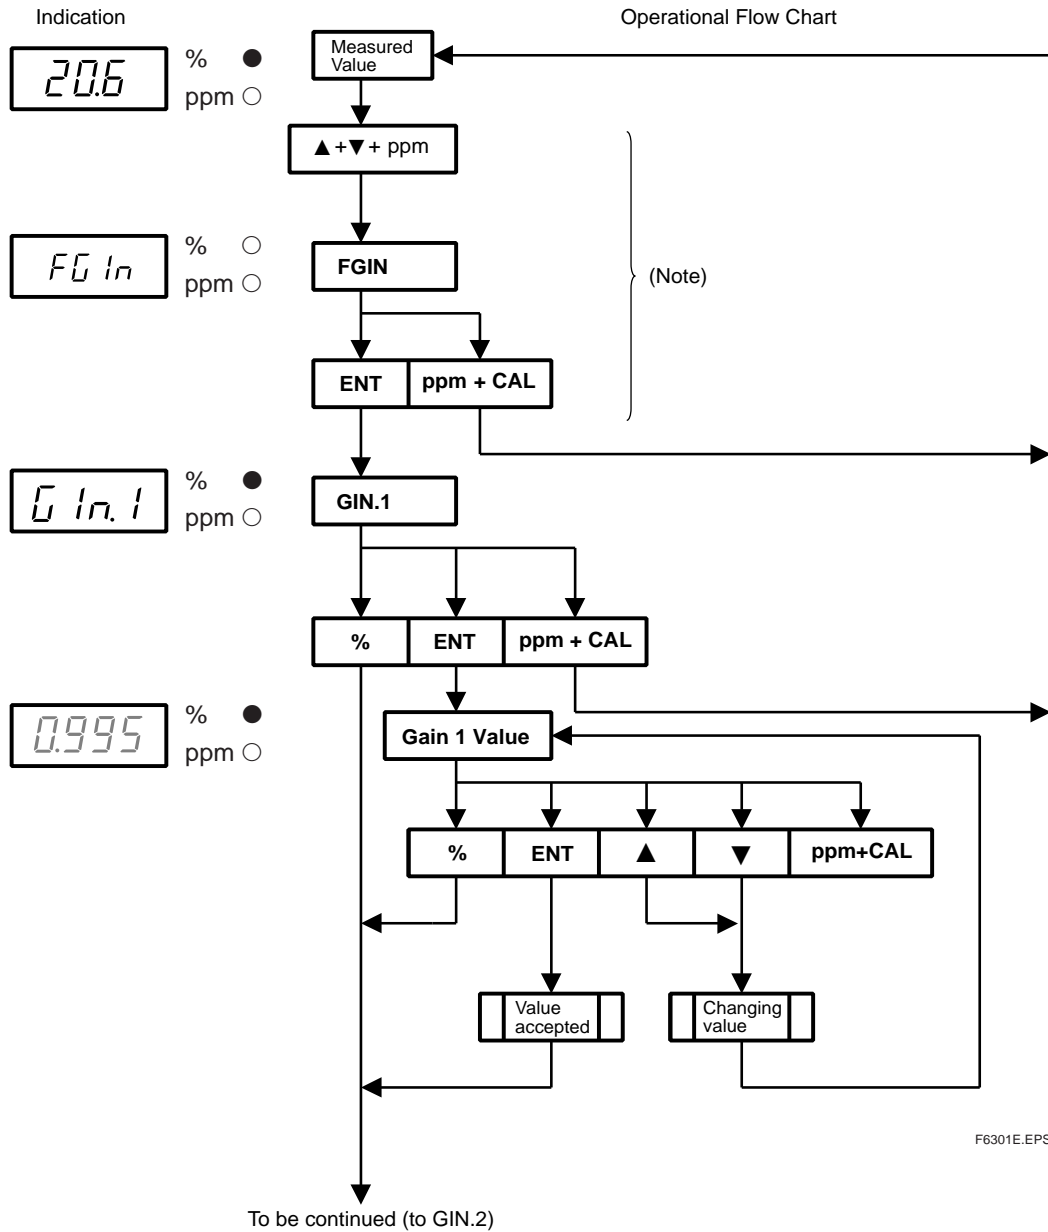 Indication
Operational Flow Chart
20.6
%
ppm
Measured
Value
▲+▼+ ppm
FGIn
%
ppm
FGIN
(Note)
ENT
ppm + CAL
GIn.1
%
ppm
GIN.1
%
ENT
ppm + CAL
0.995
%
ppm
Gain 1 Value
%
ENT
▲
▼
ppm+CAL
Value
accepted
Changing
value
F6301E.EPS
To be continued (to GIN.2)